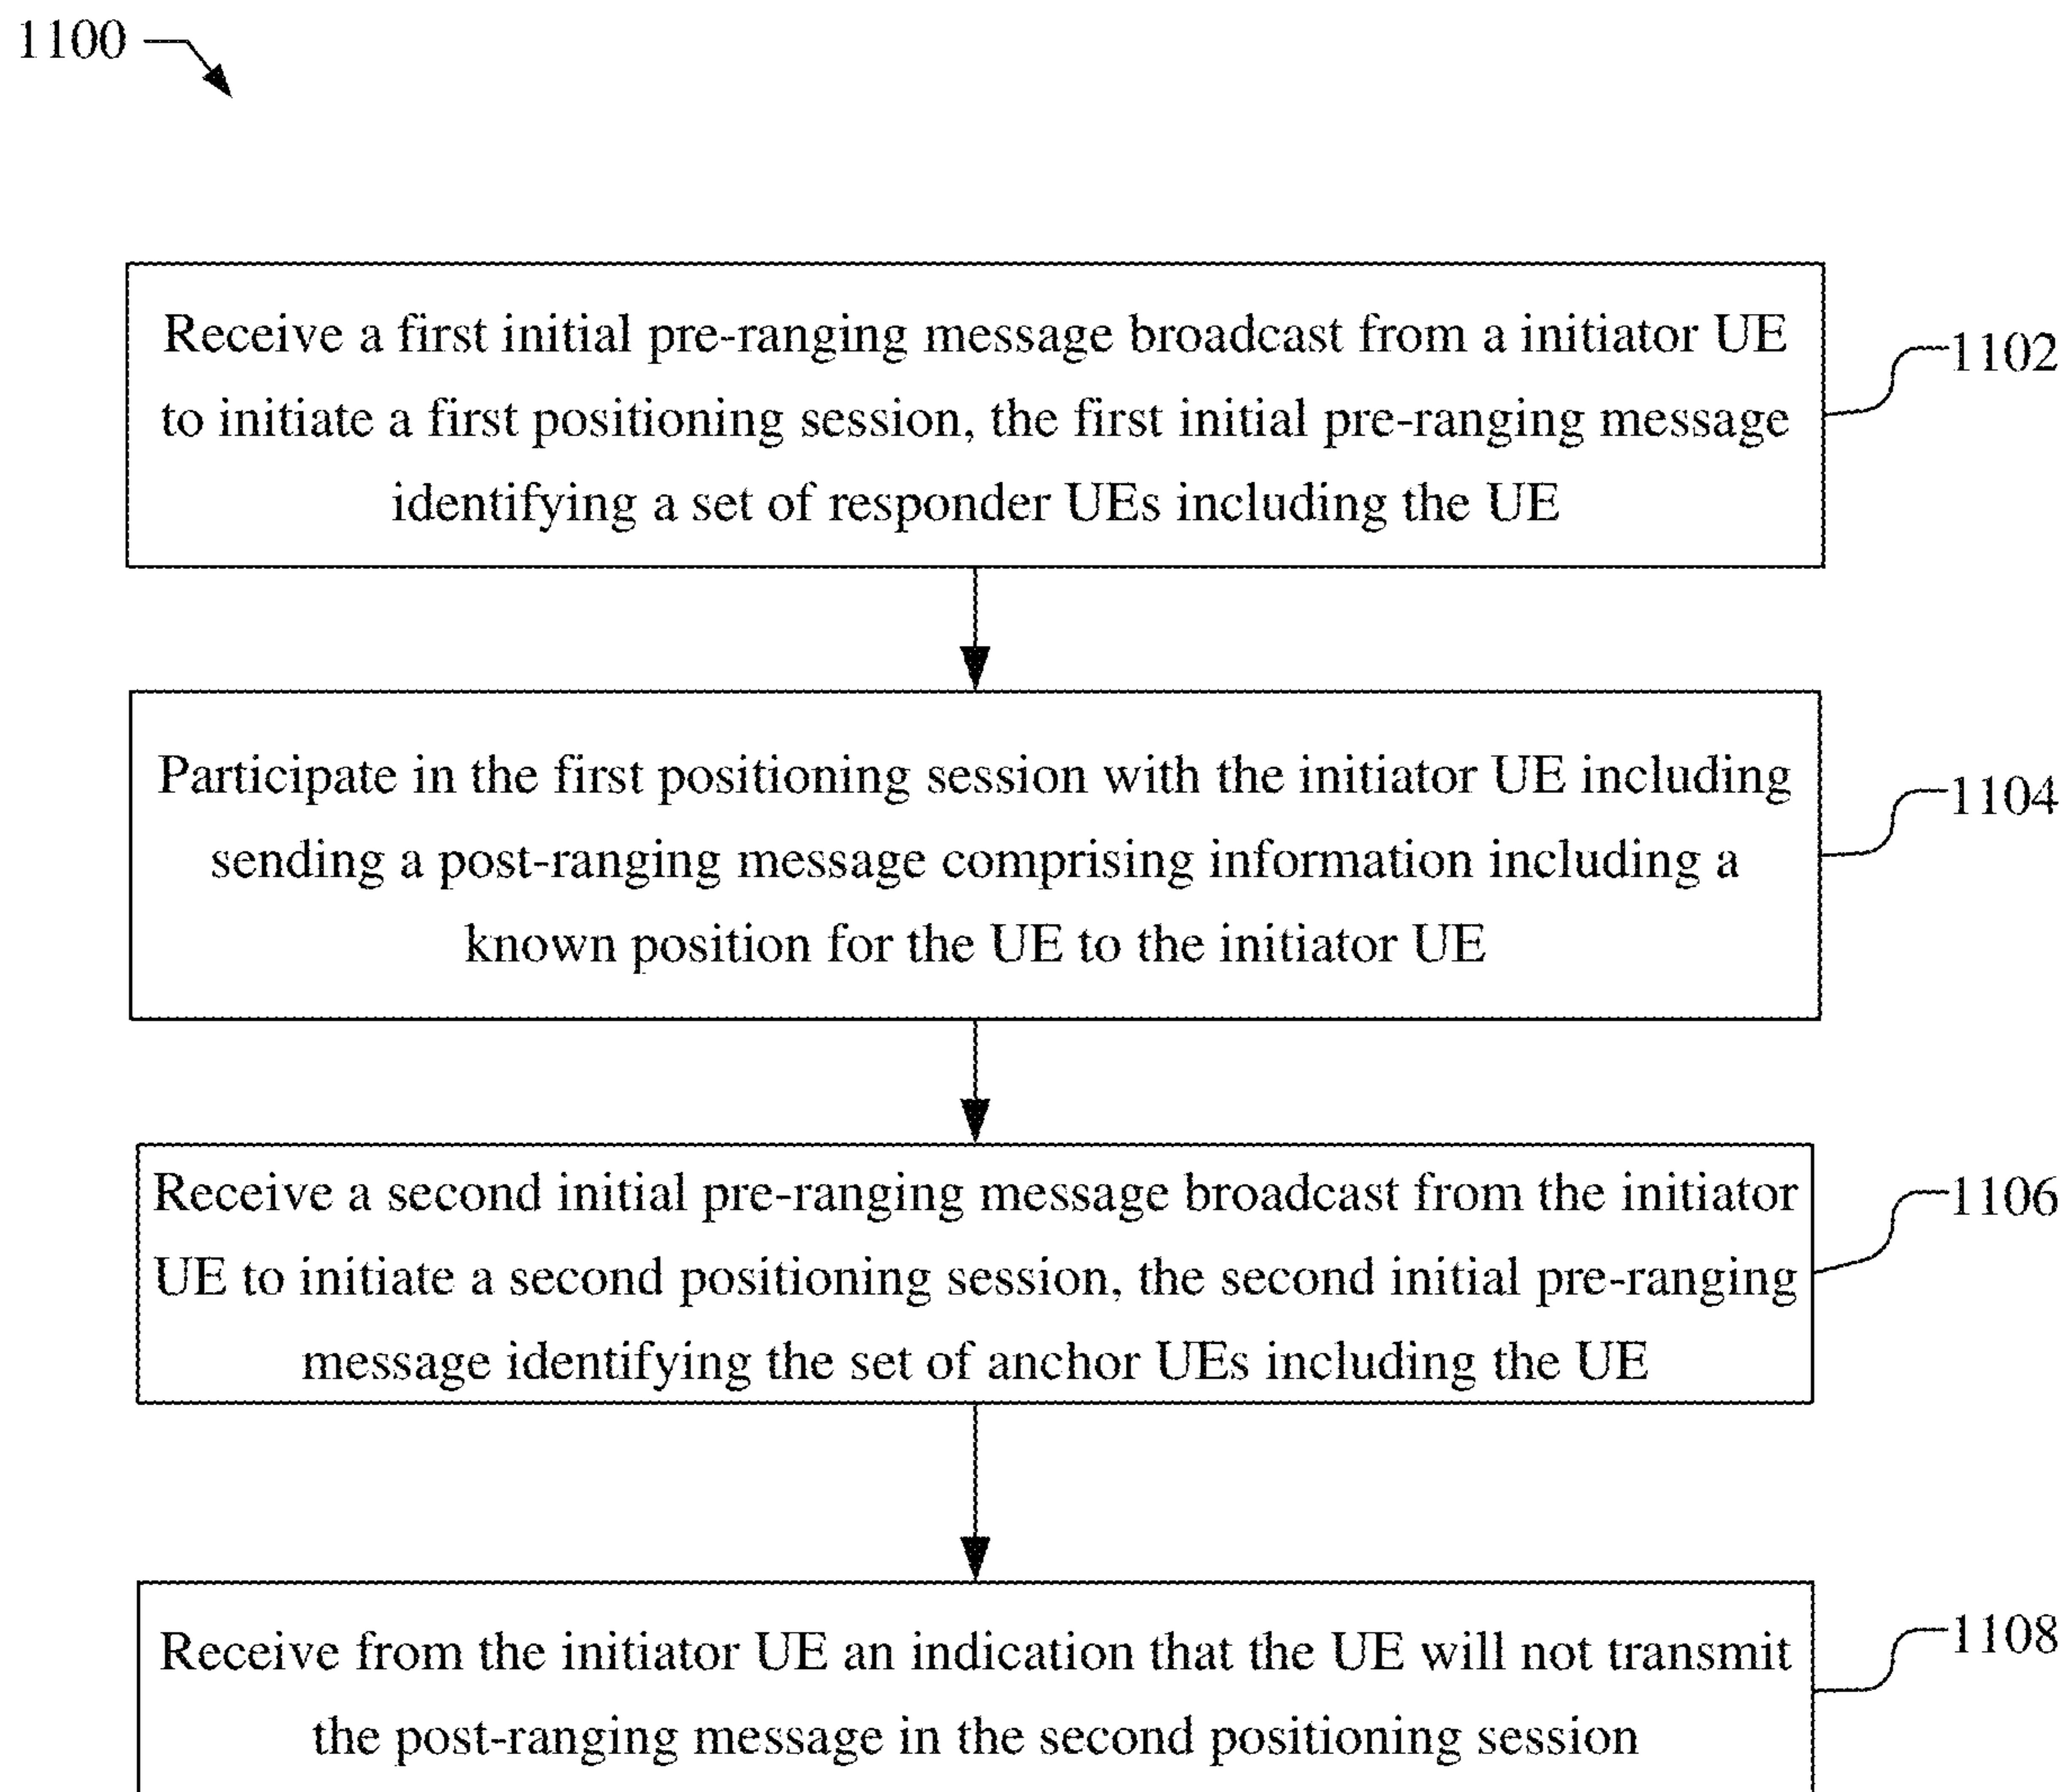 1100
Receive a first initial pre-ranging message broadcast from a initiator UE
to initiate a first positioning session, the first initial pre-ranging message
identifying a set of responder UEs including the UE
1102
Participate in the first positioning session with the initiator UE including
sending a post-ranging message comprising information including a
known position for the UE to the initiator UE
1104
Receive a second initial pre-ranging message broadcast from the initiator
UE to initiate a second positioning session, the second initial pre-ranging
message identifying the set of anchor UEs including the UE
1106
Receive from the initiator UE an indication that the UE will not transmit
the post-ranging message in the second positioning session
1108